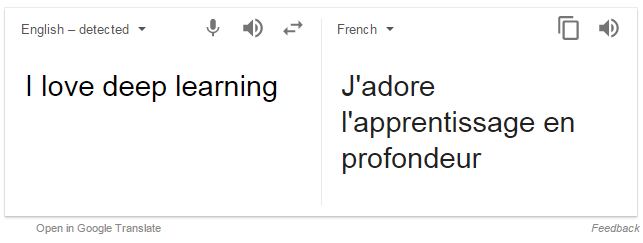 English – detected
French
I love deep learning
J'adore
l'apprentissage en
profondeur
Open in Google Translate
Feedback